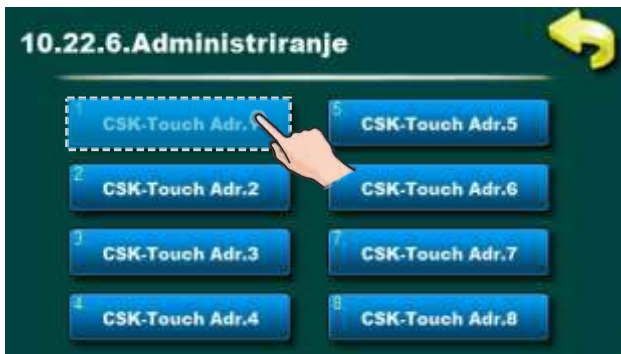 10.22.6.Administriranje
1
CSK-Touch Adr.1
2
CSK-Touch Adr.2
3
CSK-Touch Adr.3
4
CSK-Touch Adr.4
5
CSK-Touch Adr.5
CSK-Touch Adr.6
7
CSK-Touch Adr.7
8
CSK-Touch Adr.8